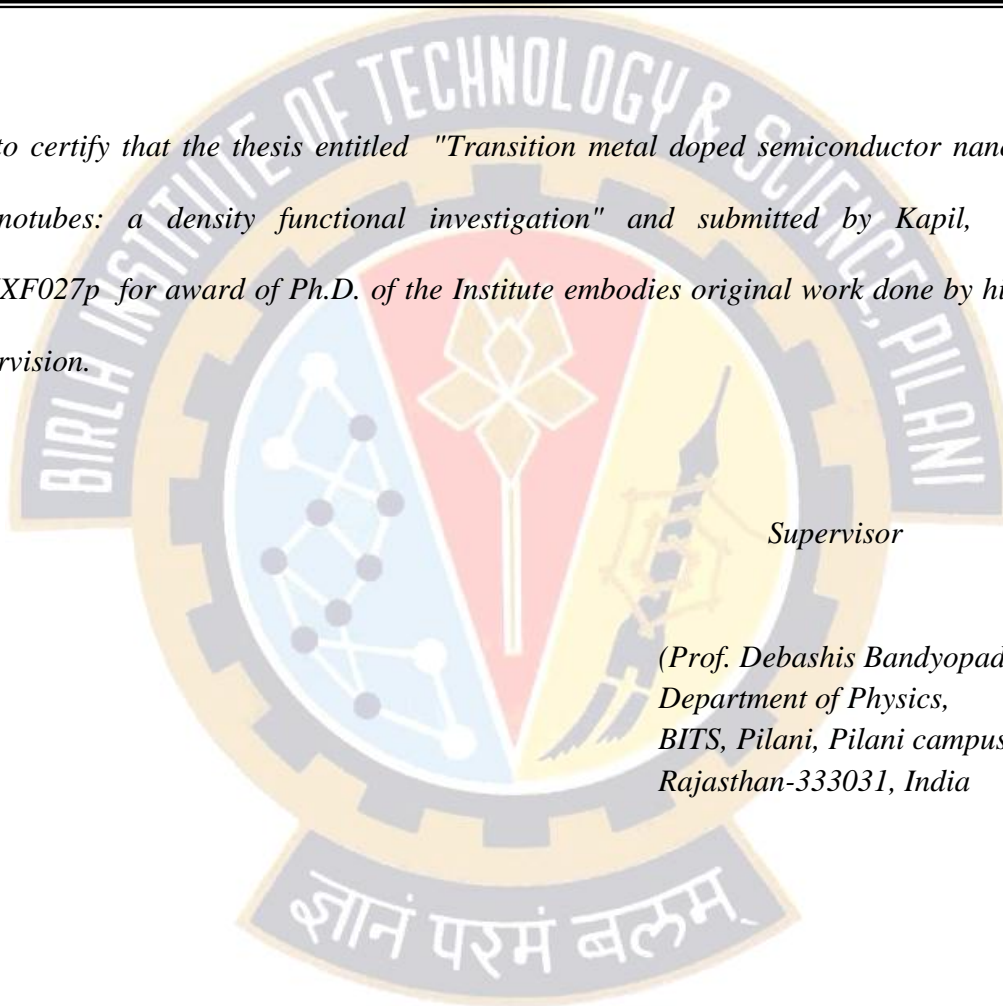 BIRLA INSTITUTE OF TECHNOLOGY & SCIENCE, PILANI
to certify that the thesis entitled "Transition metal doped semiconductor nano
notubes: a density functional investigation" and submitted by Kapil,
XF027p for award of Ph.D. of the Institute embodies original work done by hi
rvision.
Supervisor
(Prof. Debashis Bandyopad
Department of Physics,
BITS, Pilani, Pilani campus
Rajasthan-333031, India
ज्ञानं परमं बलम्